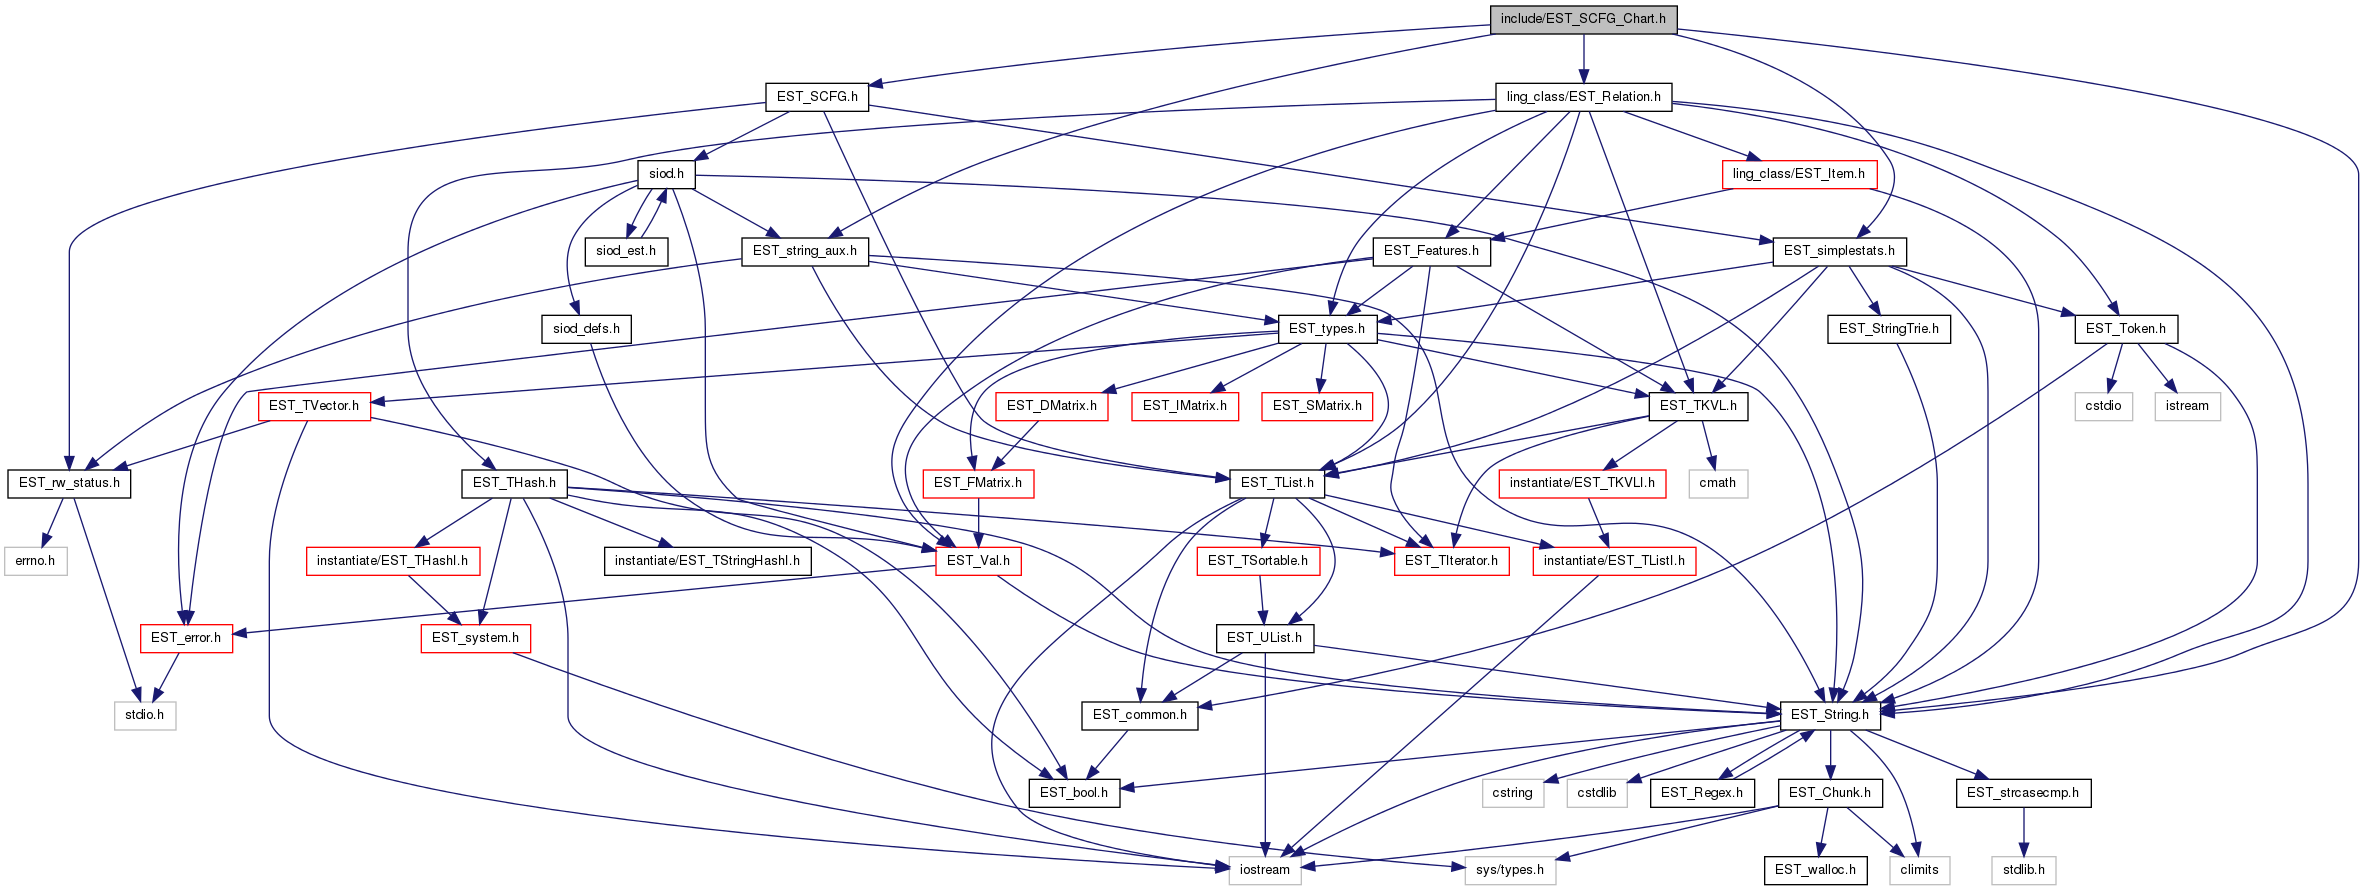 include/EST_SCFG_Chart.h
EST_SCFG.h
ling_class/EST_Relation.h
siod.h
ling_class/EST_Item.h
siod_est.h
EST_string_aux.h
EST_Features.h
EST_simplestats.h
siod_defs.h
EST_types.h
EST_StringTrie.h
EST_Token.h
EST_TVector.h
EST_DMatrix.h
EST_IMatrix.h
EST_SMatrix.h
EST_TKVL.h
cstdio
istream
EST_rw_status.h
EST_THash.h
EST_FMatrix.h
EST_TList.h
instantiate/EST_TKVLI.h
cmath
errno.h
instantiate/EST_THashI.h
instantiate/EST_TStringHashI.h
EST_Val.h
EST_TSortable.h
EST_TIterator.h
instantiate/EST_TListI.h
EST_error.h
EST_system.h
EST_UList.h
stdio.h
EST_common.h
EST_String.h
EST_bool.h
cstring
cstdlib
EST_Regex.h
EST_Chunk.h
EST_strcasecmp.h
iostream
sys/types.h
EST_walloc.h
climits
stdlib.h